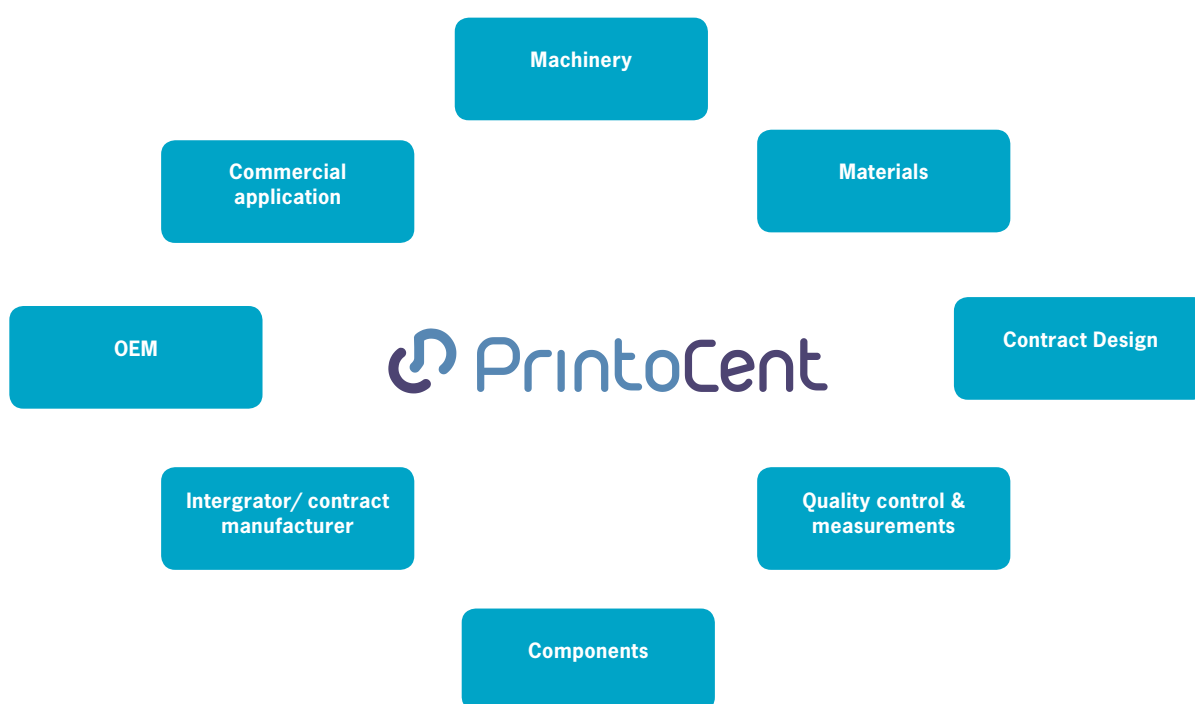 Machinery
Commercial
application
Materials
OEM
PrintoCent
Contract Design
Intergrator/ contract
manufacturer
Quality control &
measurements
Components